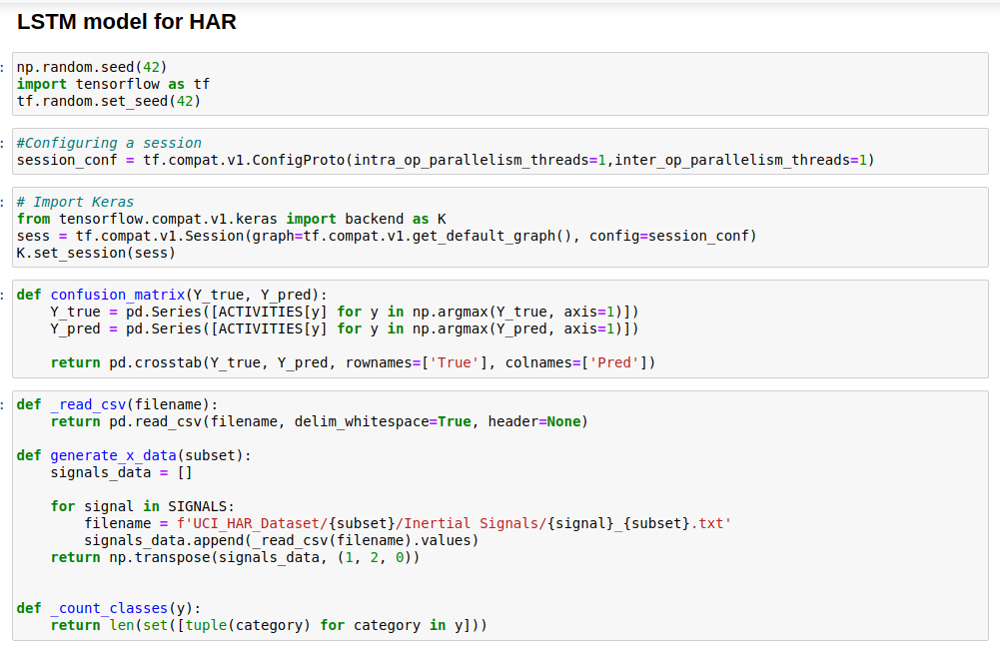 LSTM model for HAR
:
np.random.seed(42)
import tensorflow as tf
tf.random.set_seed(42)
:
#Configuring a session
session_conf = tf.compat.v1.ConfigProto(intra_op_parallelism_threads=1,inter_op_parallelism_threads=1)
:
# Import Keras
from tensorflow.compat.v1.keras import backend as K
sess = tf.compat.v1.Session(graph=tf.compat.v1.get_default_graph(), config=session_conf)
K.set_session(sess)
:
def confusion_matrix(Y_true, Y_pred):
    Y_true = pd.Series([ACTIVITIES[y] for y in np.argmax(Y_true, axis=1)])
    Y_pred = pd.Series([ACTIVITIES[y] for y in np.argmax(Y_pred, axis=1)])

    return pd.crosstab(Y_true, Y_pred, rownames=['True'], colnames=['Pred'])
:
def _read_csv(filename):
    return pd.read_csv(filename, delim_whitespace=True, header=None)

def generate_x_data(subset):
    signals_data = []

    for signal in SIGNALS:
        filename = f'UCI_HAR_Dataset/{subset}/Inertial Signals/{signal}_{subset}.txt'
        signals_data.append(_read_csv(filename).values)
    return np.transpose(signals_data, (1, 2, 0))


def _count_classes(y):
    return len(set([tuple(category) for category in y]))